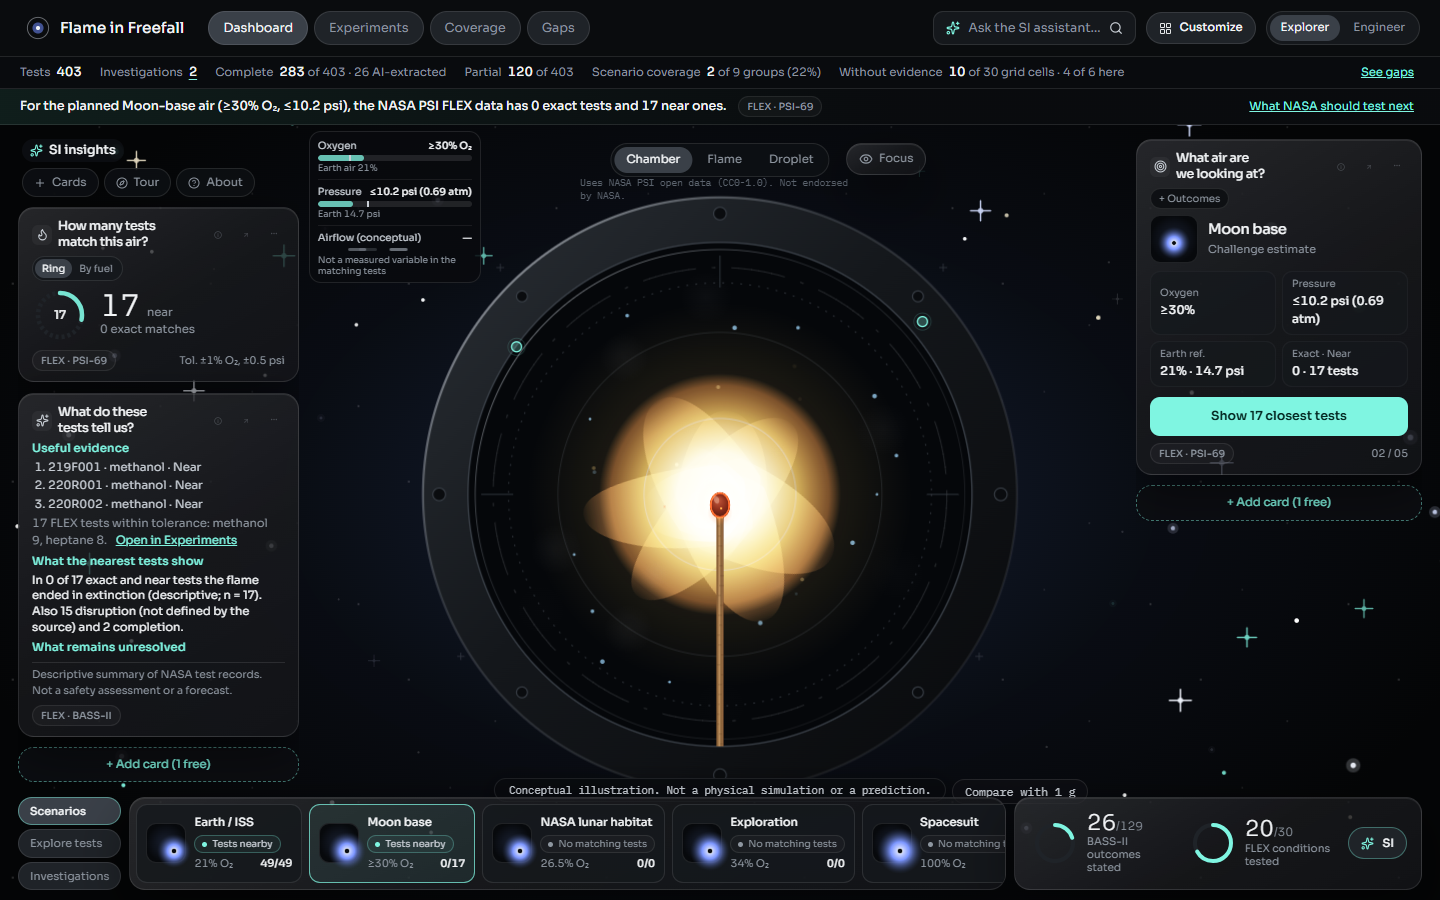 Flame in Freefall
Dashboard
Experiments
Coverage
Gaps
Ask the SI assistant...
Customize
Explorer
Engineer
Tests 403
Investigations 2
Complete 283 of 403 · 26 AI-extracted
Partial 120 of 403
Scenario coverage 2 of 9 groups (22%)
Without evidence 10 of 30 grid cells · 4 of 6 here
See gaps
For the planned Moon-base air (≥30% O₂, ≤10.2 psi), the NASA PSI FLEX data has 0 exact tests and 17 near ones.
FLEX · PSI-69
What NASA should test next
SI insights
+ Cards
Tour
About
How many tests
match this air?
Ring
By fuel
17
17 near
0 exact matches
FLEX · PSI-69
Tol. ±1% O₂, ±0.5 psi
What do these
tests tell us?
Useful evidence
1. 219F001 · methanol · Near
2. 220R001 · methanol · Near
3. 220R002 · methanol · Near
17 FLEX tests within tolerance: methanol
9, heptane 8. Open in Experiments
What the nearest tests show
In 0 of 17 exact and near tests the flame
ended in extinction (descriptive; n = 17).
Also 15 disruption (not defined by the
source) and 2 completion.
What remains unresolved
Descriptive summary of NASA test records.
Not a safety assessment or a forecast.
FLEX · BASS-II
+ Add card (1 free)
Oxygen ≥30% O₂
Earth air 21%
Pressure ≤10.2 psi (0.69 atm)
Earth 14.7 psi
Airflow (conceptual) —
Not a measured variable in the
matching tests
Chamber
Flame
Droplet
Focus
Uses NASA PSI open data (CC0-1.0). Not endorsed
by NASA.
Conceptual illustration. Not a physical simulation or a prediction.
Compare with 1 g
What air are
we looking at?
+ Outcomes
Moon base
Challenge estimate
Oxygen
≥30%
Pressure
≤10.2 psi (0.69
atm)
Earth ref.
21% · 14.7 psi
Exact · Near
0 · 17 tests
Show 17 closest tests
FLEX · PSI-69
02 / 05
+ Add card (1 free)
Scenarios
Explore tests
Investigations
Earth / ISS
Tests nearby
21% O₂ 49/49
Moon base
Tests nearby
≥30% O₂ 0/17
NASA lunar habitat
No matching tests
26.5% O₂ 0/0
Exploration
No matching tests
34% O₂ 0/0
Spacesuit
No matching t
100% O₂
26/129
BASS-II
outcomes
stated
20/30
FLEX conditions
tested
SI